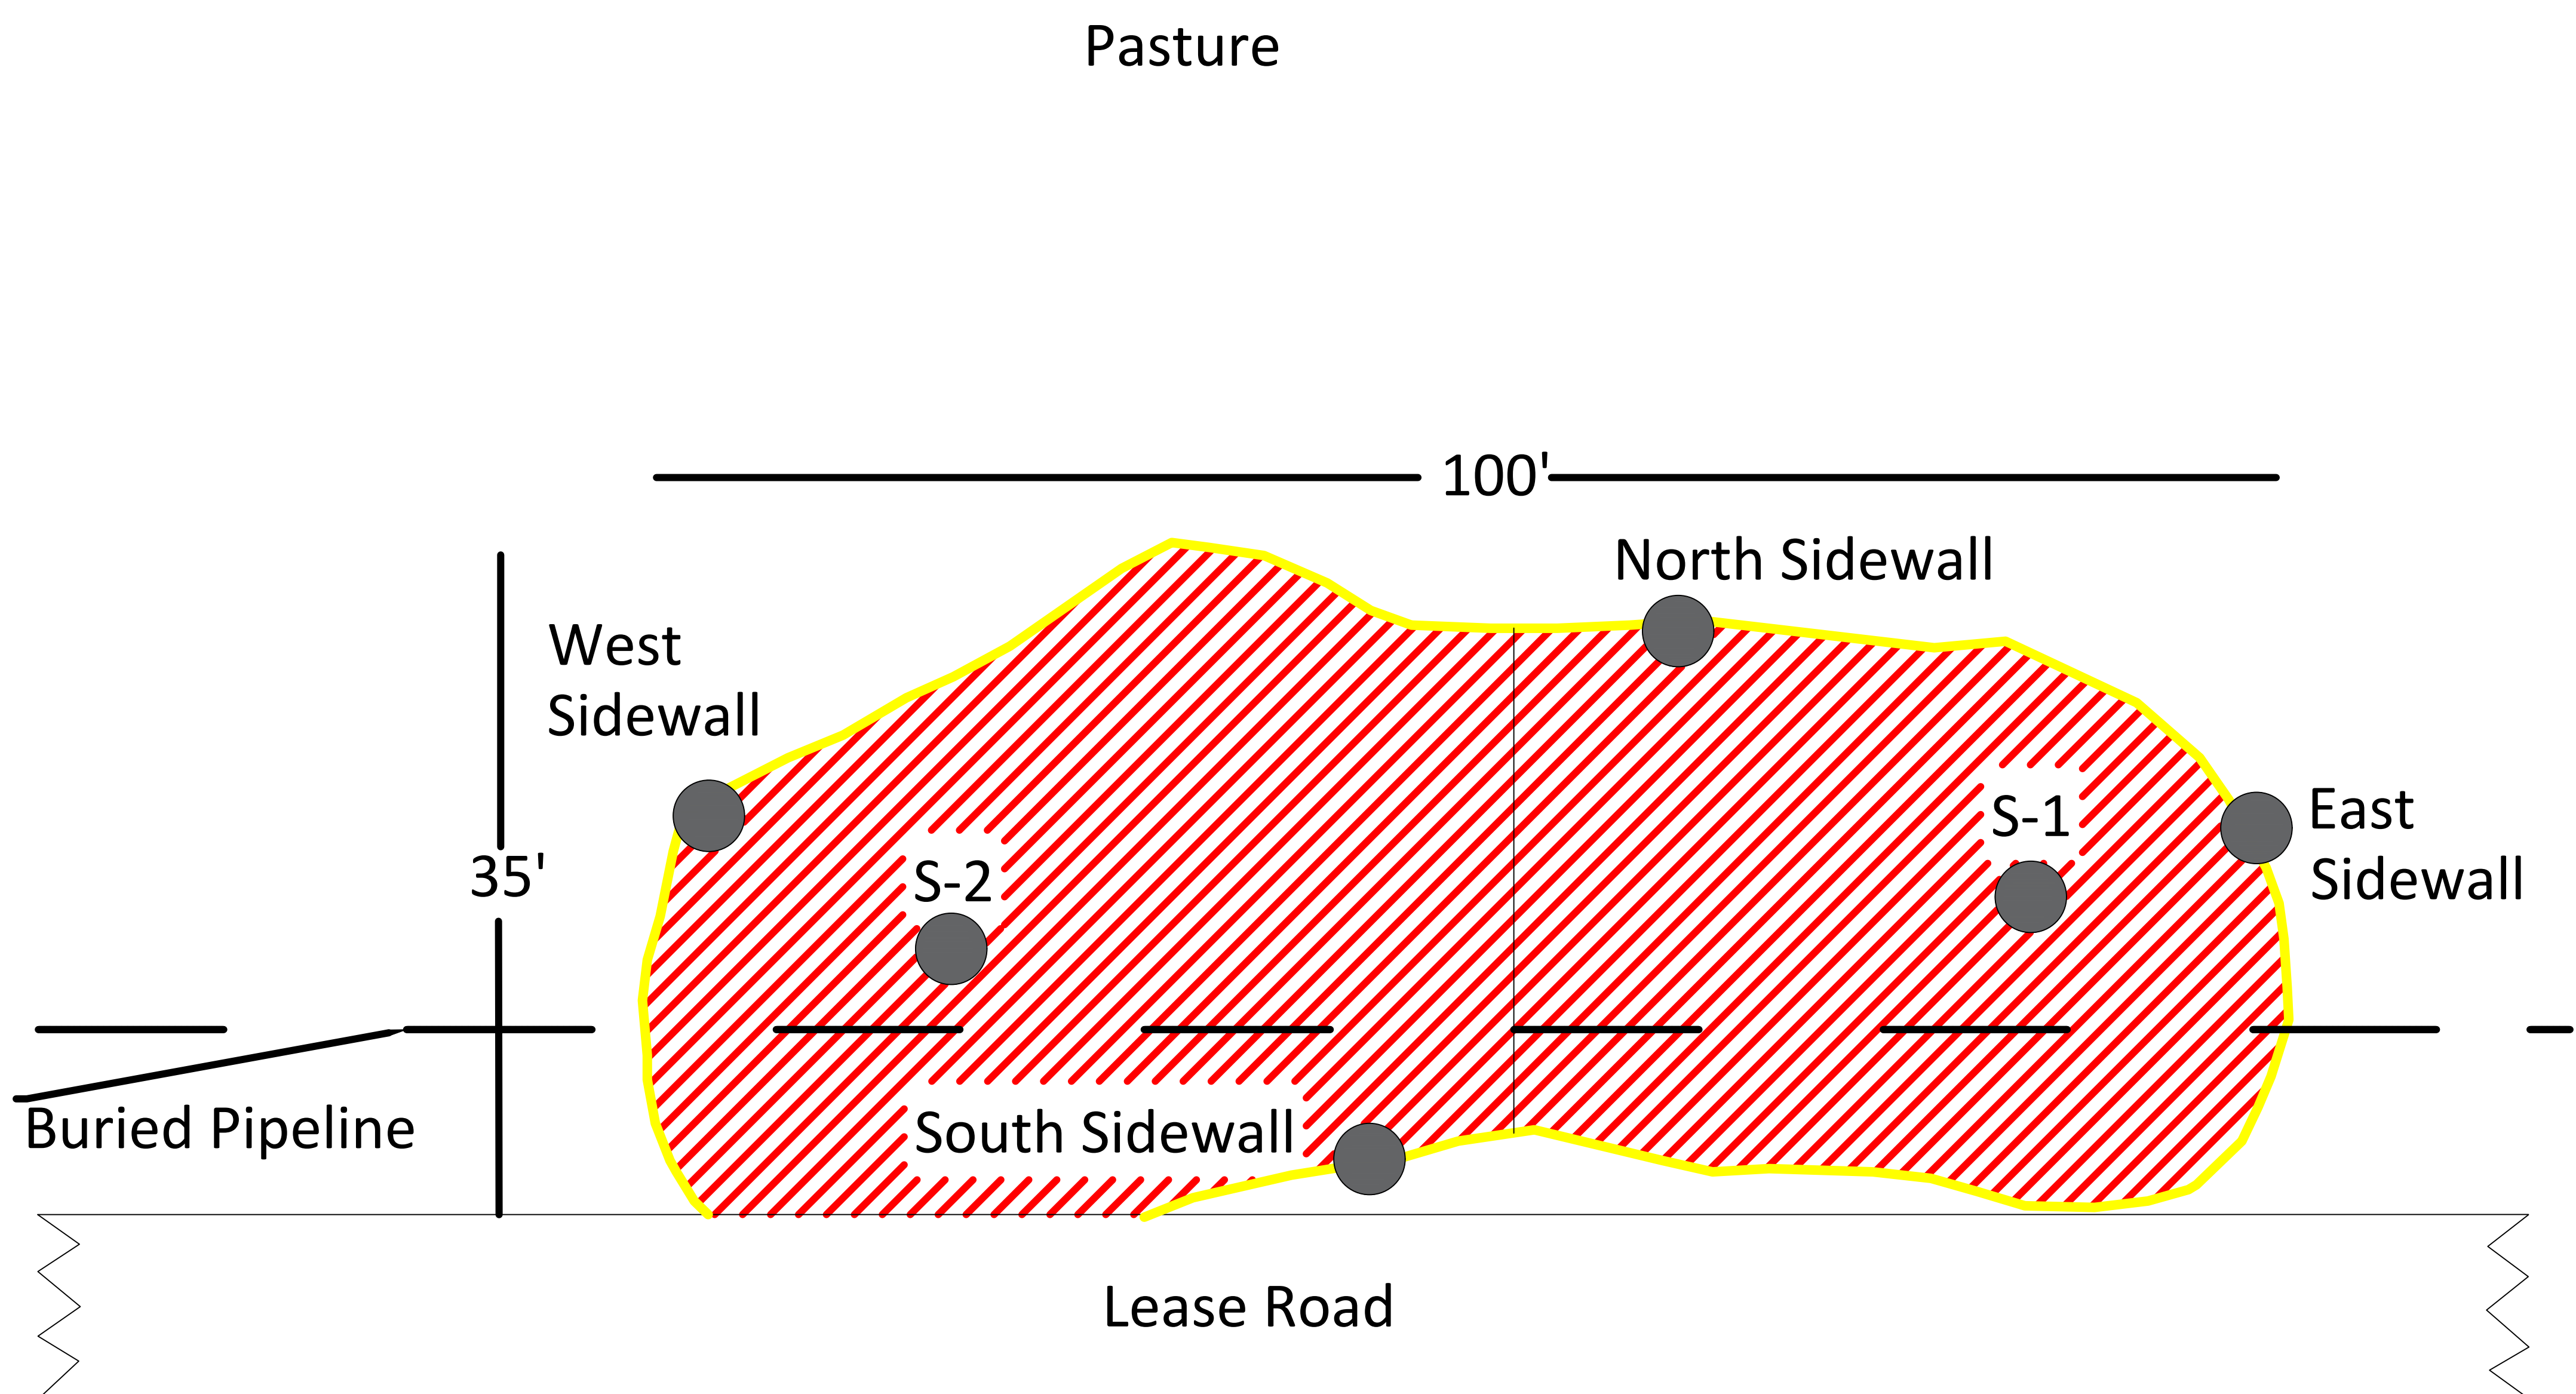 Pasture
100'
North Sidewall
West
Sidewall
East
Sidewall
S-1
S-2
35'
Buried Pipeline
South Sidewall
Lease Road